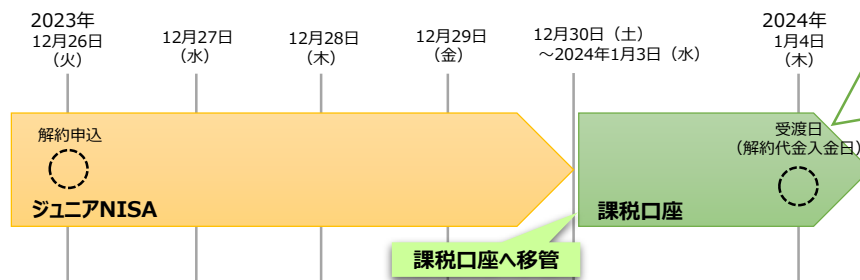 2023年
12月26日
（火）
12月27日
（水）
12月28日
（木）
12月29日
（金）
12月30日（土）
～2024年1月3日（水）
2024年
1月4日
（木）
解約申込
ジュニアNISA
受渡日
（解約代金入金日）
課税口座
課税口座へ移管